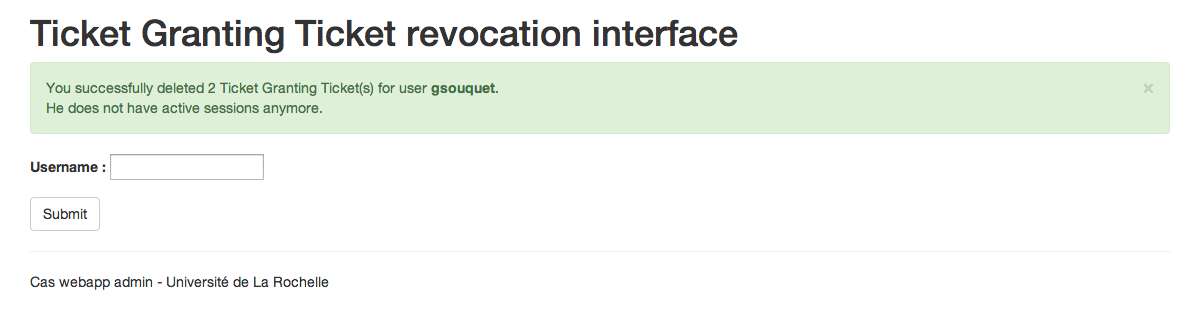 Ticket Granting Ticket revocation interface
You successfully deleted 2 Ticket Granting Ticket(s) for user gsouquet.
×
He does not have active sessions anymore.
Username :
Submit
Cas webapp admin - Université de La Rochelle